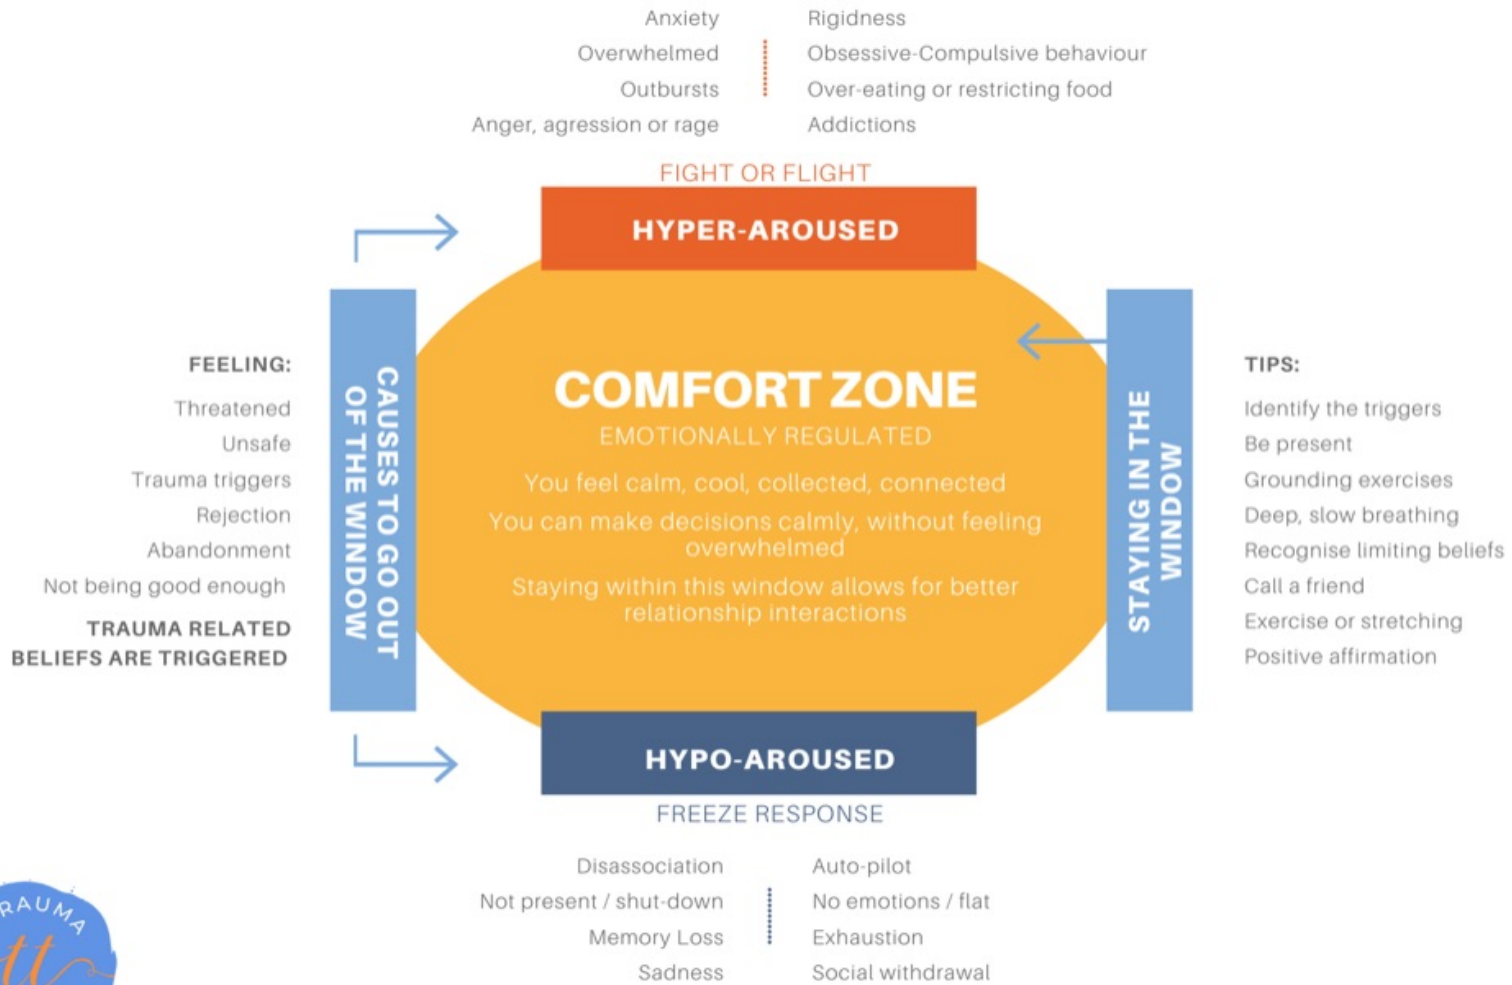 Anxiety
Overwhelmed
Outbursts
Anger, agression or rage
Rigidness
Obsessive-Compulsive behaviour
Over-eating or restricting food
Addictions
FIGHT OR FLIGHT
HYPER-AROUSED
FEELING:
Threatened
Unsafe
Trauma triggers
Rejection
Abandonment
Not being good enough
TRAUMA RELATED
BELIEFS ARE TRIGGERED
CAUSES TO GO OUT
OF THE WINDOW
COMFORT ZONE
EMOTIONALLY REGULATED
You feel calm, cool, collected, connected
You can make decisions calmly, without feeling
overwhelmed
Staying within this window allows for better
relationship interactions
STAYING IN THE
WINDOW
TIPS:
Identify the triggers
Be present
Grounding exercises
Deep, slow breathing
Recognise limiting beliefs
Call a friend
Exercise or stretching
Positive affirmation
HYPO-AROUSED
FREEZE RESPONSE
Disassociation
Not present / shut-down
Memory Loss
Sadness
Auto-pilot
No emotions / flat
Exhaustion
Social withdrawal